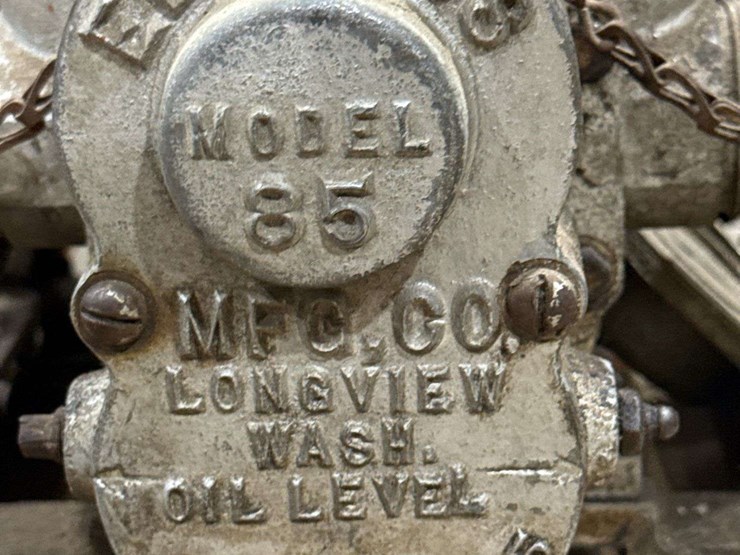 MODEL
85
MFG. CO.
LONGVIEW
WASH.
OIL LEVEL